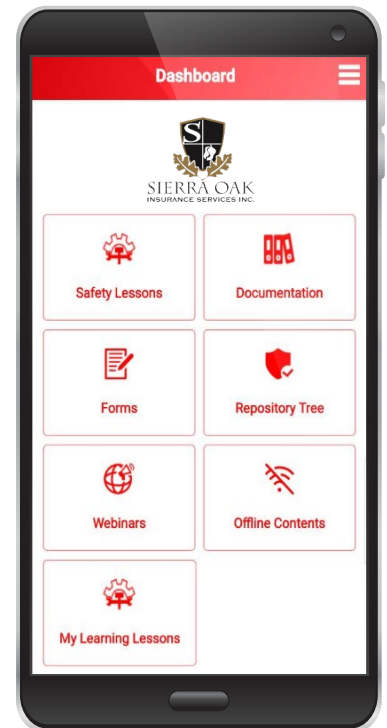 Dashboard
S
SIERRA OAK
INSURANCE SERVICES INC.
Safety Lessons
Documentation
Forms
Repository Tree
Webinars
Offline Contents
My Learning Lessons